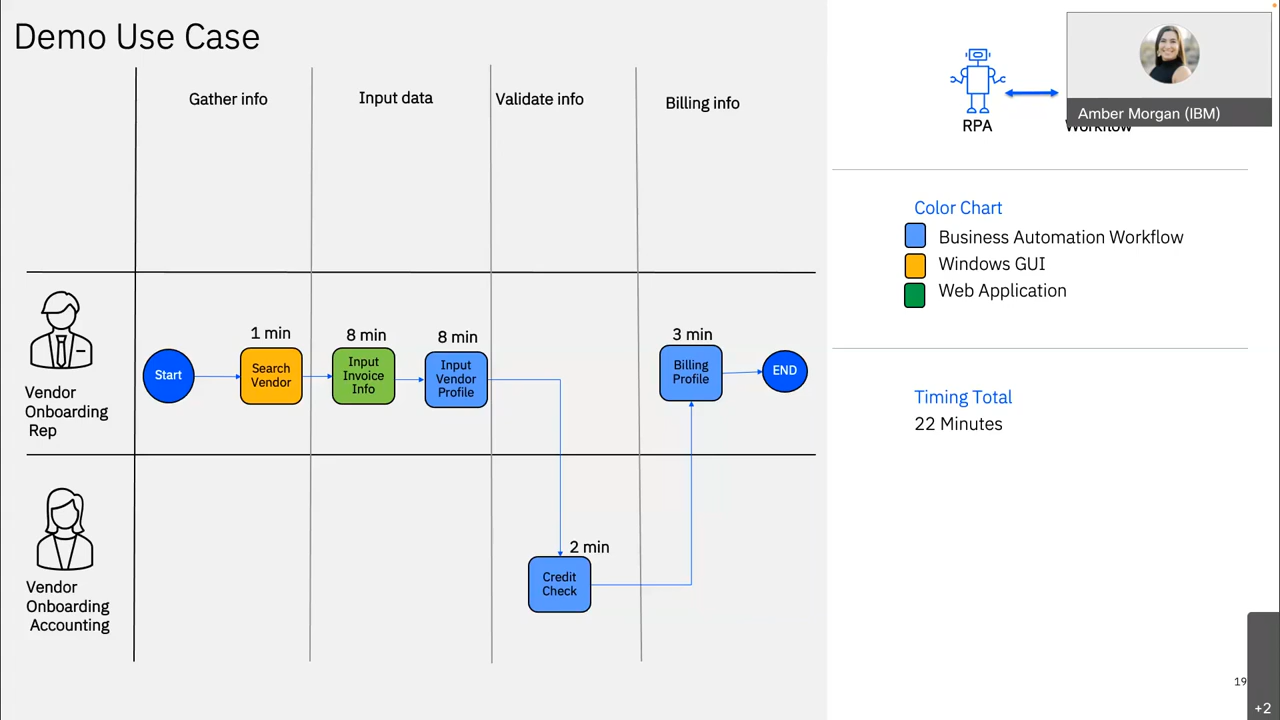 Demo Use Case
Gather info
Input data
Validate info
Billing info
RPA
Workflow
Amber Morgan (IBM)
Color Chart
Business Automation Workflow
Windows GUI
Web Application
Timing Total
22 Minutes
Vendor
Onboarding
Rep
Start
1 min
Search
Vendor
8 min
Input
Invoice
Info
8 min
Input
Vendor
Profile
3 min
Billing
Profile
END
Vendor
Onboarding
Accounting
2 min
Credit
Check
19
+2